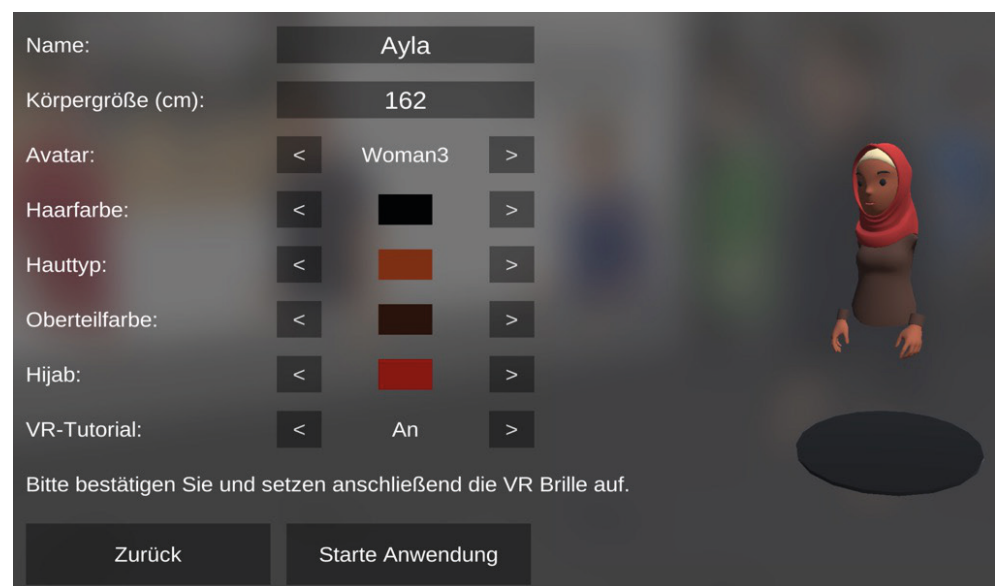 Name: Ayla
Körpergröße (cm): 162
Avatar: < Woman3 >
Haarfarbe: < >
Hauttyp: < >
Oberteilfarbe: < >
Hijab: < >
VR-Tutorial: < An >
Bitte bestätigen Sie und setzen anschließend die VR Brille auf.
Zurück Starte Anwendung